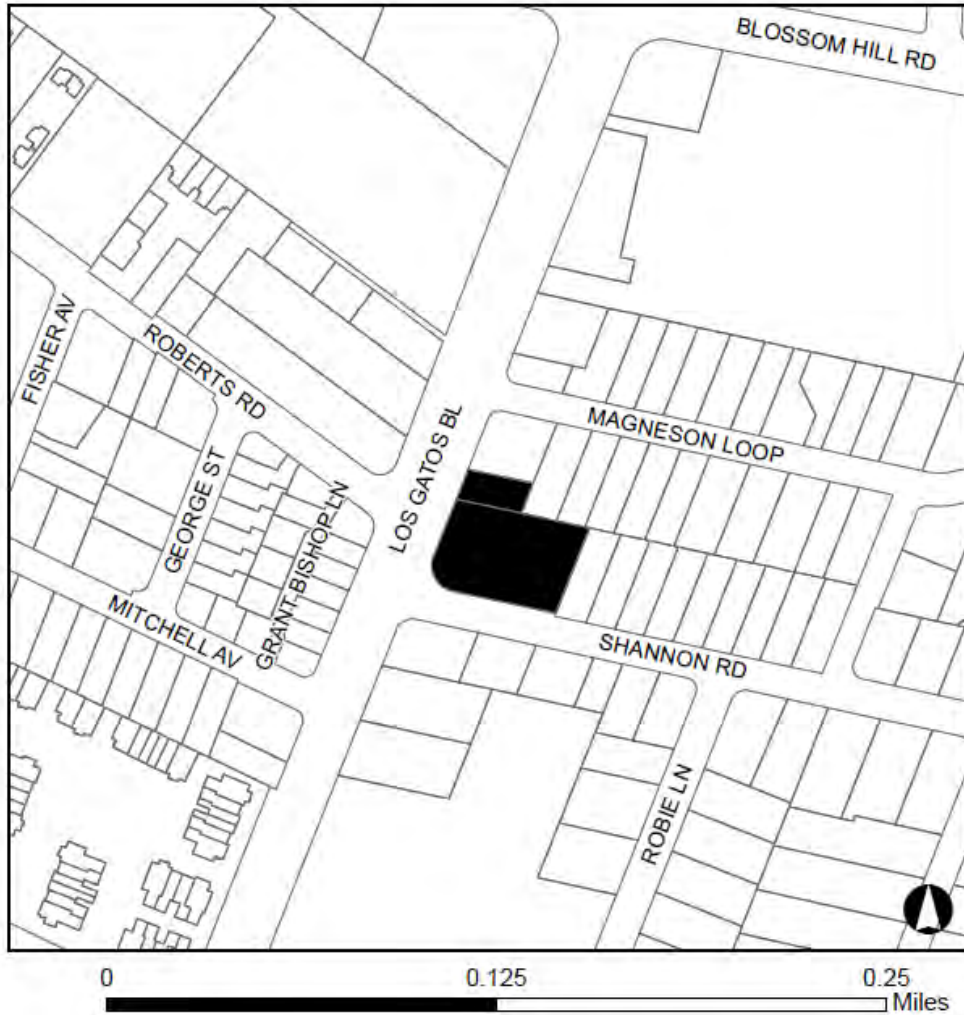 BLOSSOM HILL RD
FISHER AV
ROBERTS RD
LOS GATOS BL
MAGNESON LOOP
GEORGE ST
GRANT BISHOP LN
MITCHELL AV
SHANNON RD
ROBIE LN
0 0.125 0.25
Miles